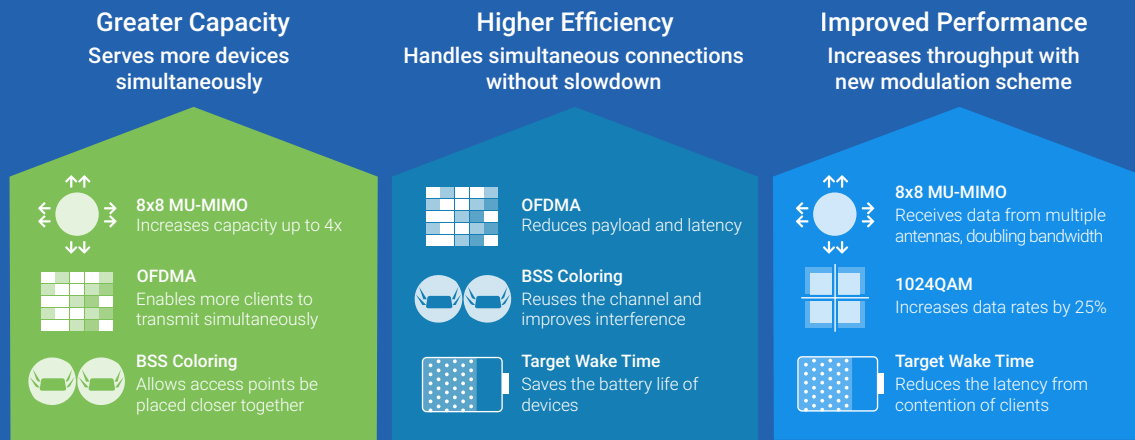 Greater Capacity
Serves more devices
simultaneously
8x8 MU-MIMO
Increases capacity up to 4x
OFDMA
Enables more clients to
transmit simultaneously
BSS Coloring
Allows access points be
placed closer together
Higher Efficiency
Handles simultaneous connections
without slowdown
OFDMA
Reduces payload and latency
BSS Coloring
Reuses the channel and
improves interference
Target Wake Time
Saves the battery life of
devices
Improved Performance
Increases throughput with
new modulation scheme
8x8 MU-MIMO
Receives data from multiple
antennas, doubling bandwidth
1024QAM
Increases data rates by 25%
Target Wake Time
Reduces the latency from
contention of clients